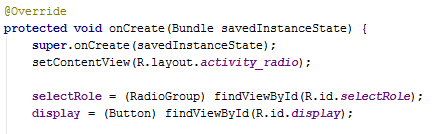 @Override
protected void onCreate(Bundle savedInstanceState) {
    super.onCreate(savedInstanceState);
    setContentView(R.layout.activity_radio);

    selectRole = (RadioGroup) findViewById(R.id.selectRole);
    display = (Button) findViewById(R.id.display);